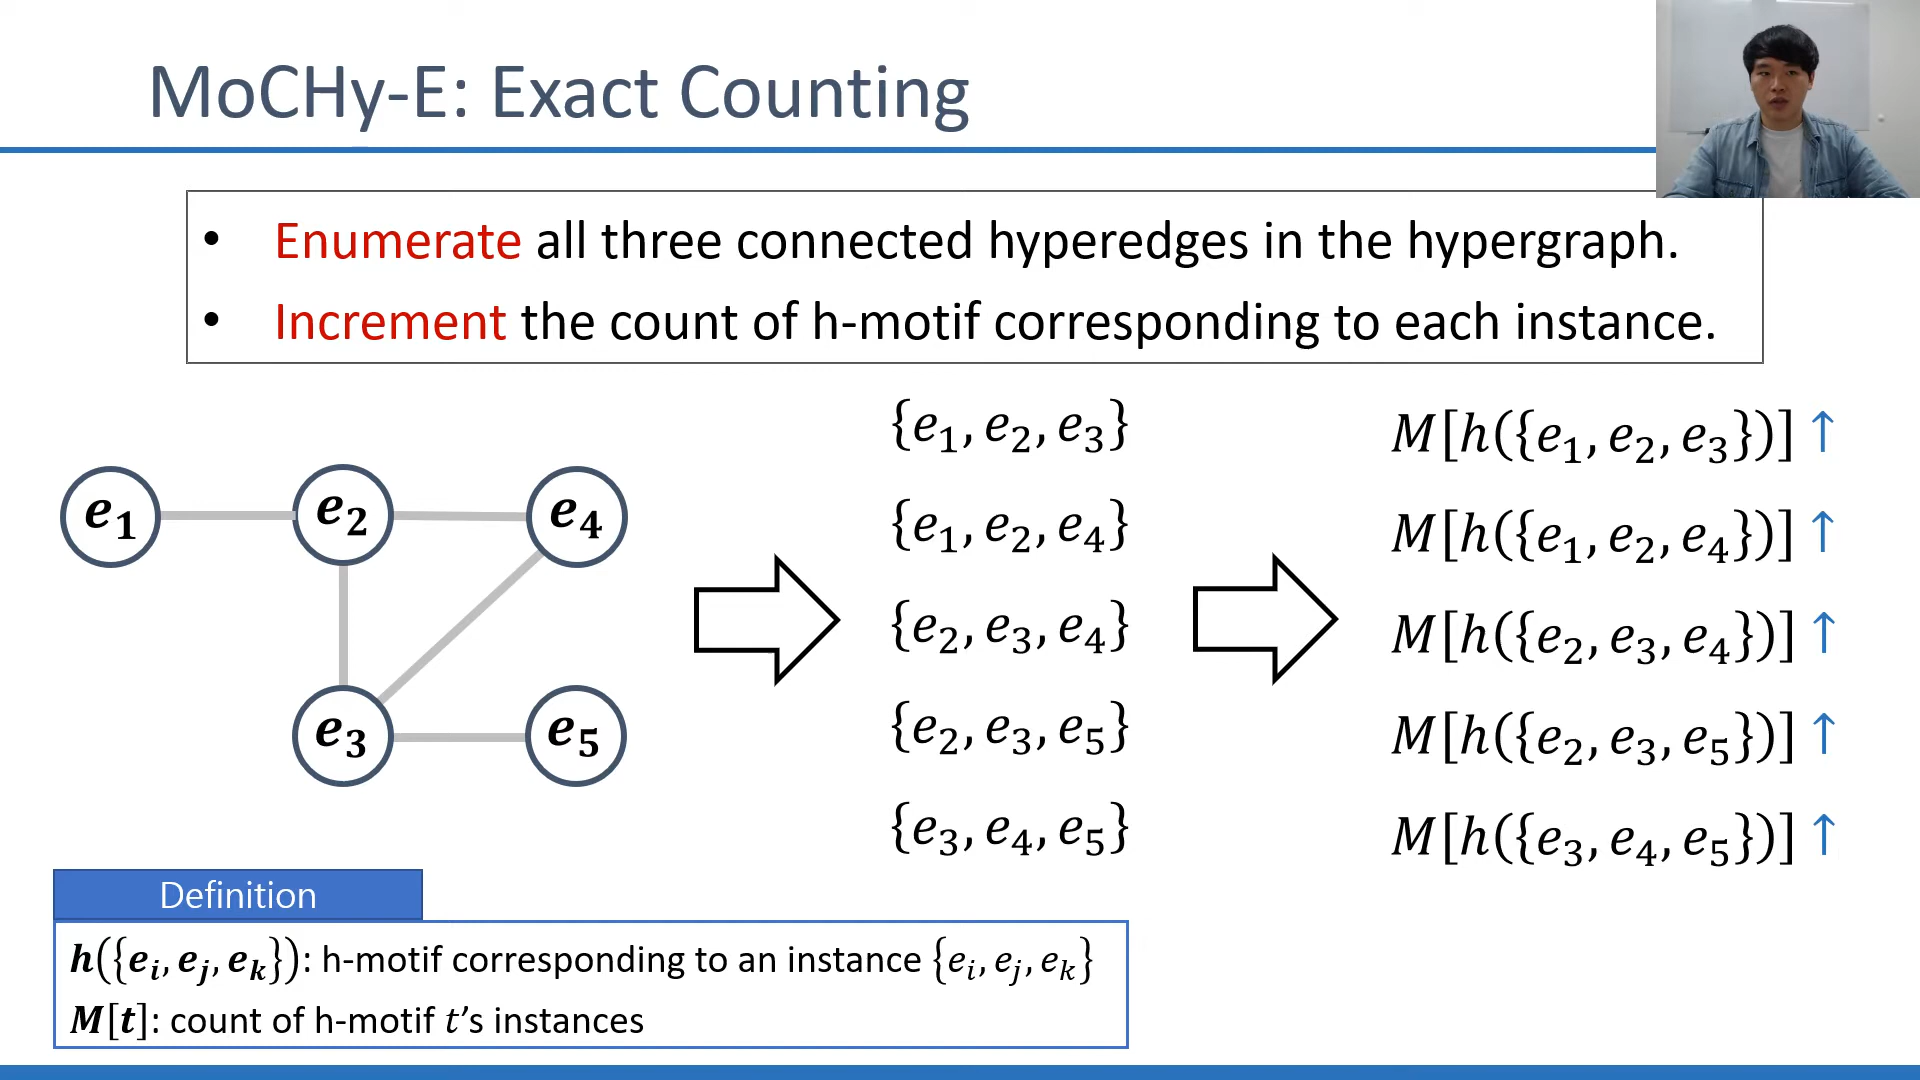 MoCHy-E: Exact Counting
• Enumerate all three connected hyperedges in the hypergraph.
• Increment the count of h-motif corresponding to each instance.
e₁
e₂
e₄
e₃
e₅
{e₁, e₂, e₃}
{e₁, e₂, e₄}
{e₂, e₃, e₄}
{e₂, e₃, e₅}
{e₃, e₄, e₅}
M[h({e₁, e₂, e₃})] ↑
M[h({e₁, e₂, e₄})] ↑
M[h({e₂, e₃, e₄})] ↑
M[h({e₂, e₃, e₅})] ↑
M[h({e₃, e₄, e₅})] ↑
Definition
h({eᵢ, eⱼ, eₖ}): h-motif corresponding to an instance {eᵢ, eⱼ, eₖ}
M[t]: count of h-motif t’s instances